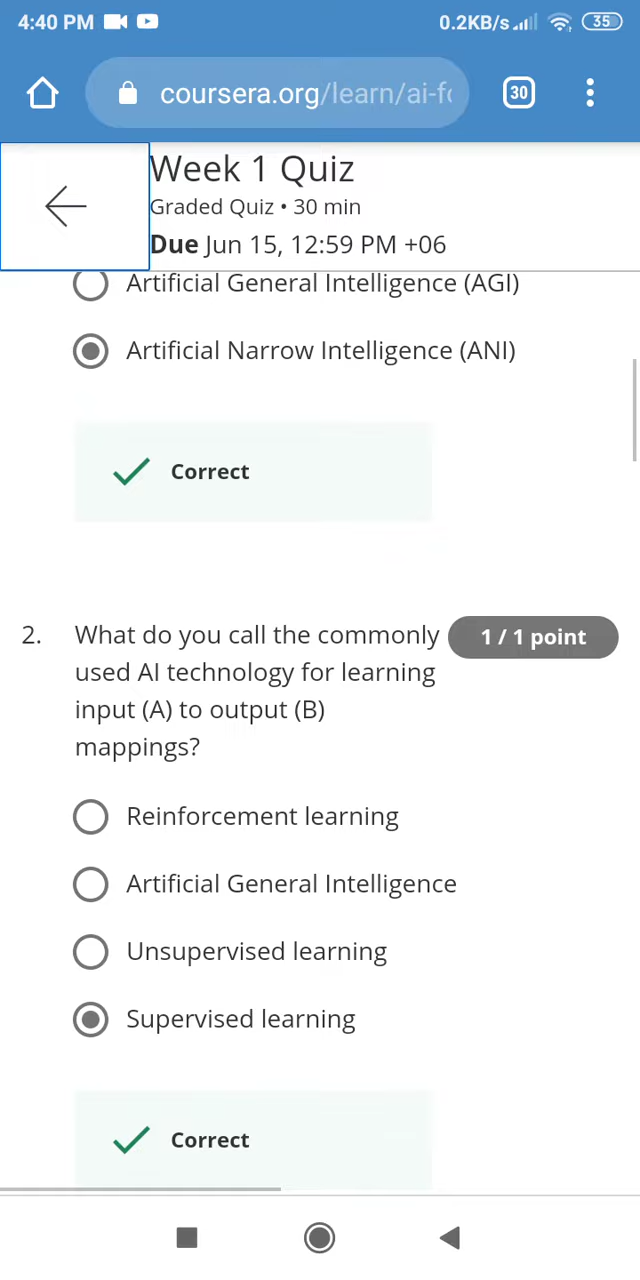 4:40 PM 0.2KB/s 35
coursera.org/learn/ai-fo 30
Week 1 Quiz
Graded Quiz • 30 min
Due Jun 15, 12:59 PM +06
Artificial General Intelligence (AGI)
Artificial Narrow Intelligence (ANI)
Correct
2. What do you call the commonly 1 / 1 point
used AI technology for learning
input (A) to output (B)
mappings?
Reinforcement learning
Artificial General Intelligence
Unsupervised learning
Supervised learning
Correct